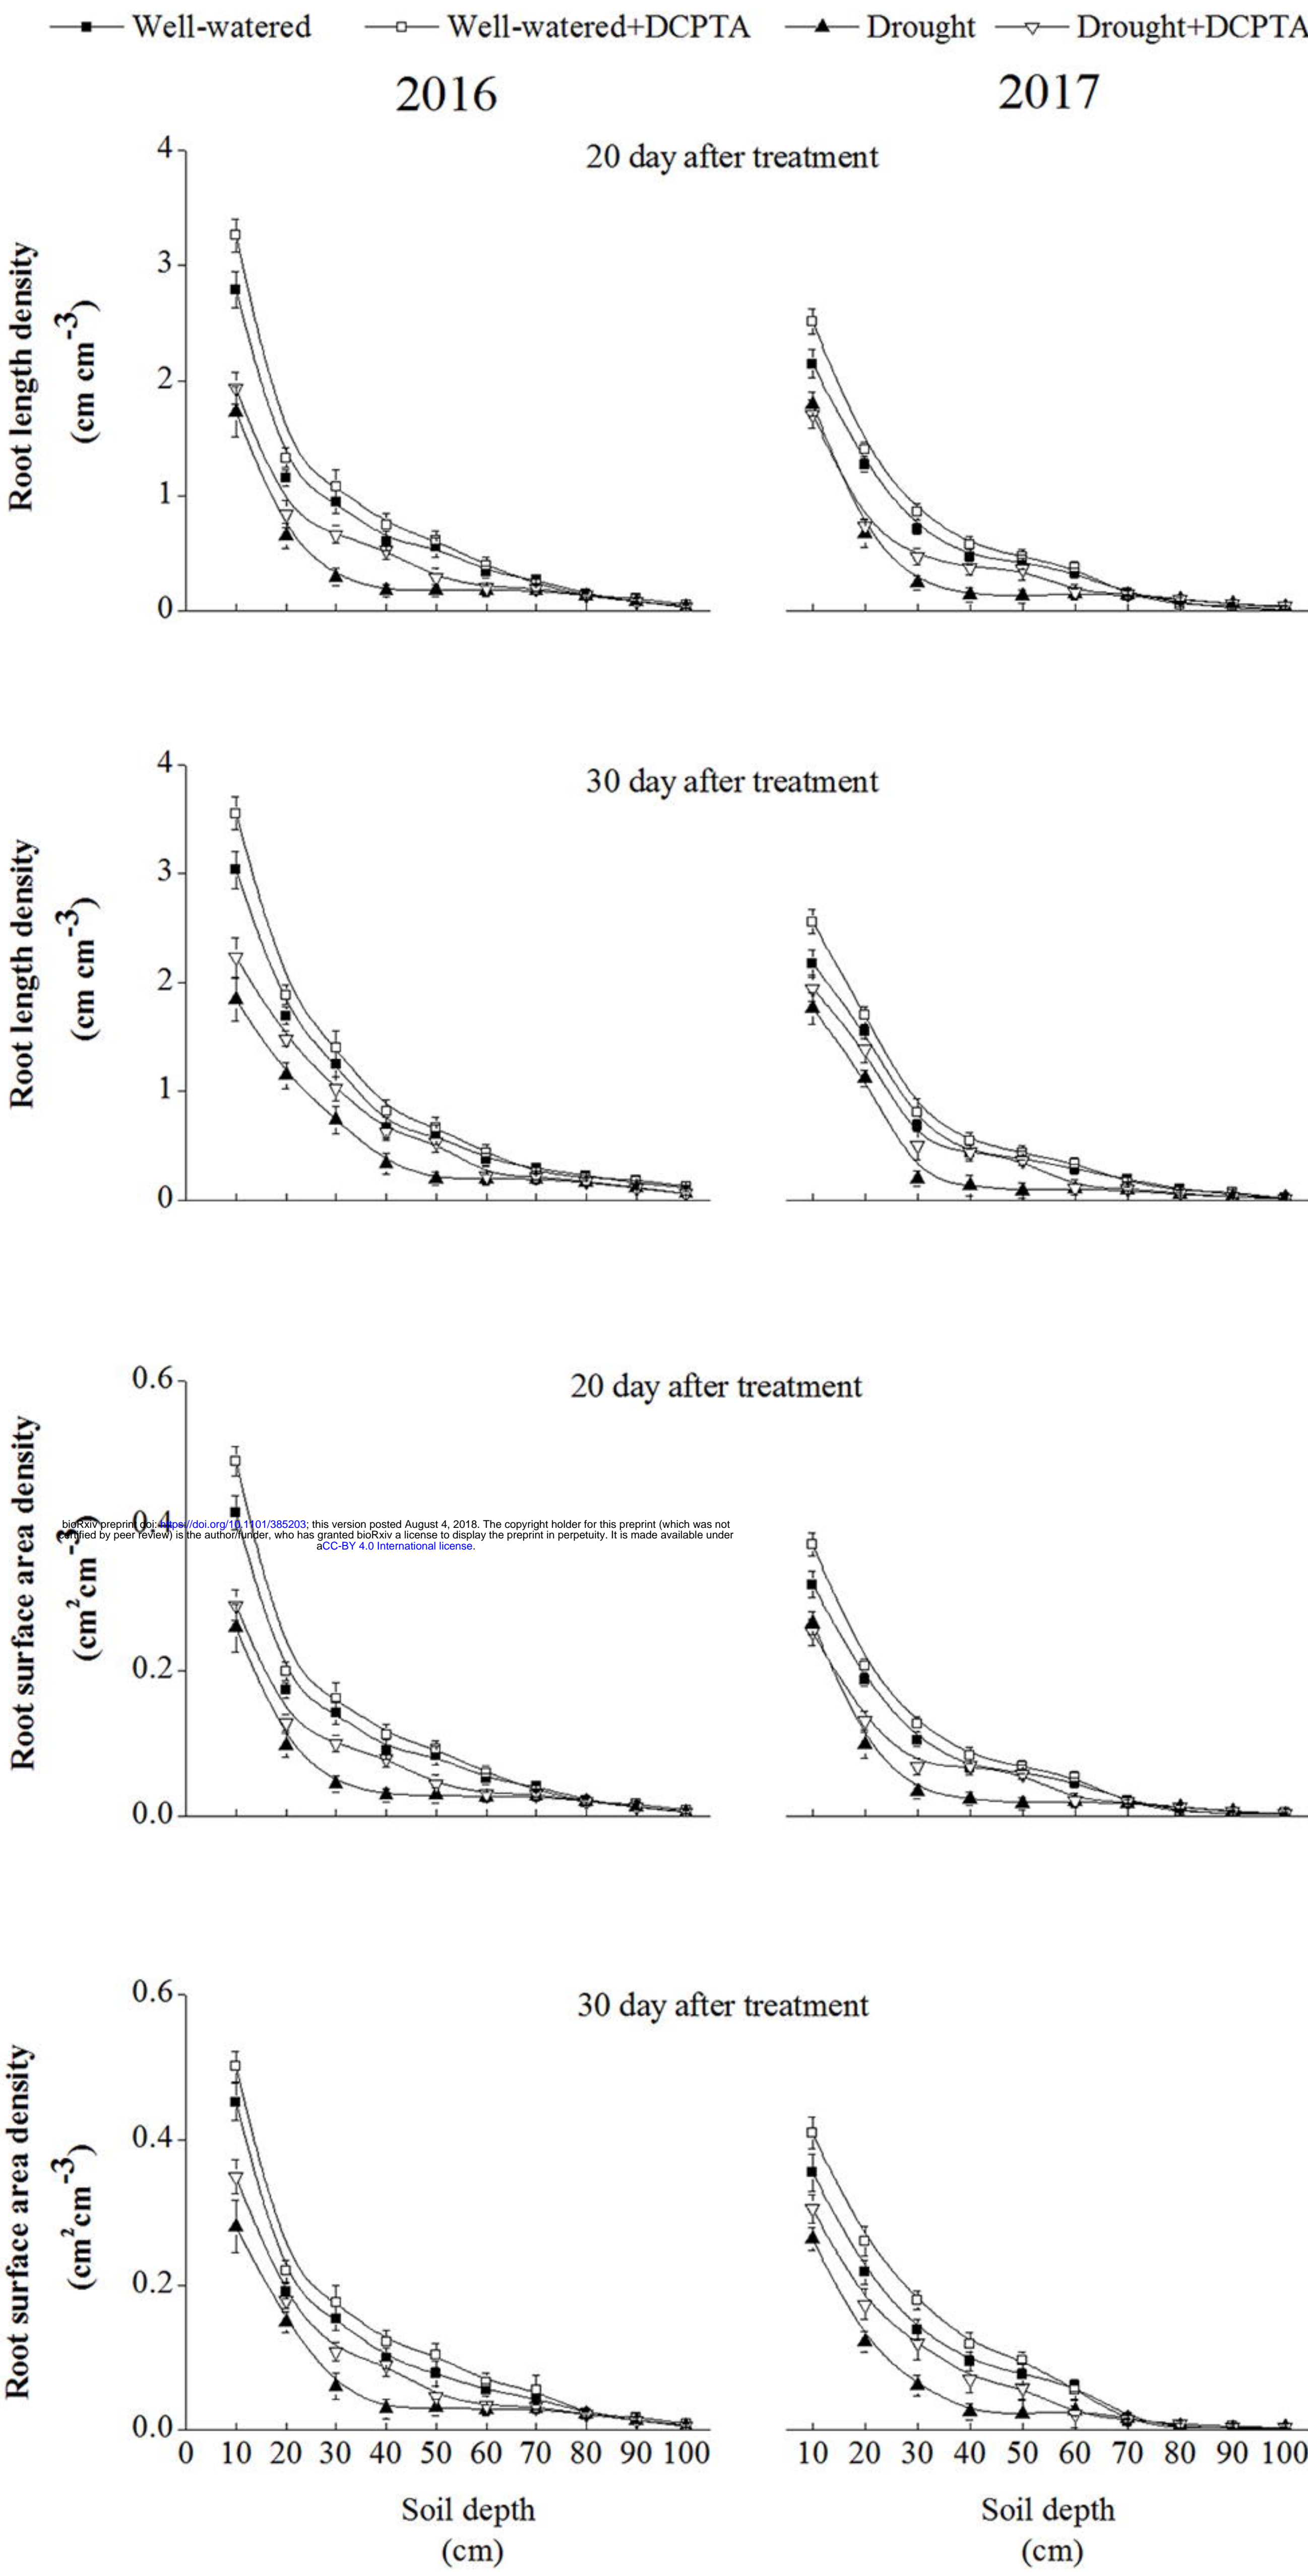 Well-watered Well-watered+DCPTA Drought Drought+DCPTA
2016 2017
20 day after treatment
Root length density
(cm cm-3)
4
3
2
1
0
30 day after treatment
Root length density
(cm cm-3)
4
3
2
1
0
20 day after treatment
Root surface area density
(cm2cm-3)
0.6
0.4
0.2
0.0
bioRxiv preprint doi: https://doi.org/10.1101/385203; this version posted August 4, 2018. The copyright holder for this preprint (which was not
certified by peer review) is the author/funder, who has granted bioRxiv a license to display the preprint in perpetuity. It is made available under
aCC-BY 4.0 International license.
30 day after treatment
Root surface area density
(cm2cm-3)
0.6
0.4
0.2
0.0
0 10 20 30 40 50 60 70 80 90 100 10 20 30 40 50 60 70 80 90 100
Soil depth Soil depth
(cm) (cm)